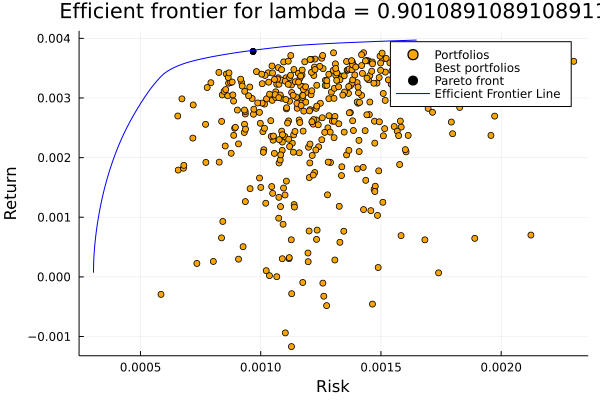 Efficient frontier for lambda = 0.901089108910891
0.004
0.003
0.002
0.001
0.000
−0.001
Return
Portfolios
Best portfolios
Pareto front
Efficient Frontier Line
0.0005
0.0010
0.0015
0.0020
Risk